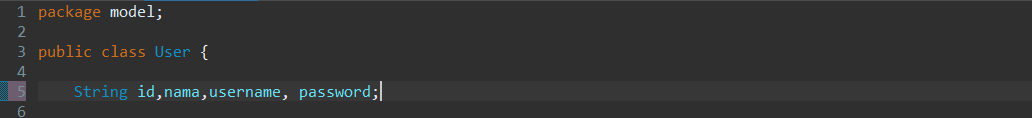 1 package model;
2
3 public class User {
4
5 String id,nama,username, password;
6